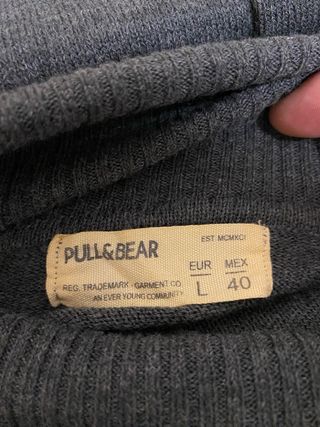 PULL&BEAR
EST MCMXCI
REG. TRADEMARK - GARMENT CO
AN EVER YOUNG COMMUNITY
EUR MEX
L 40